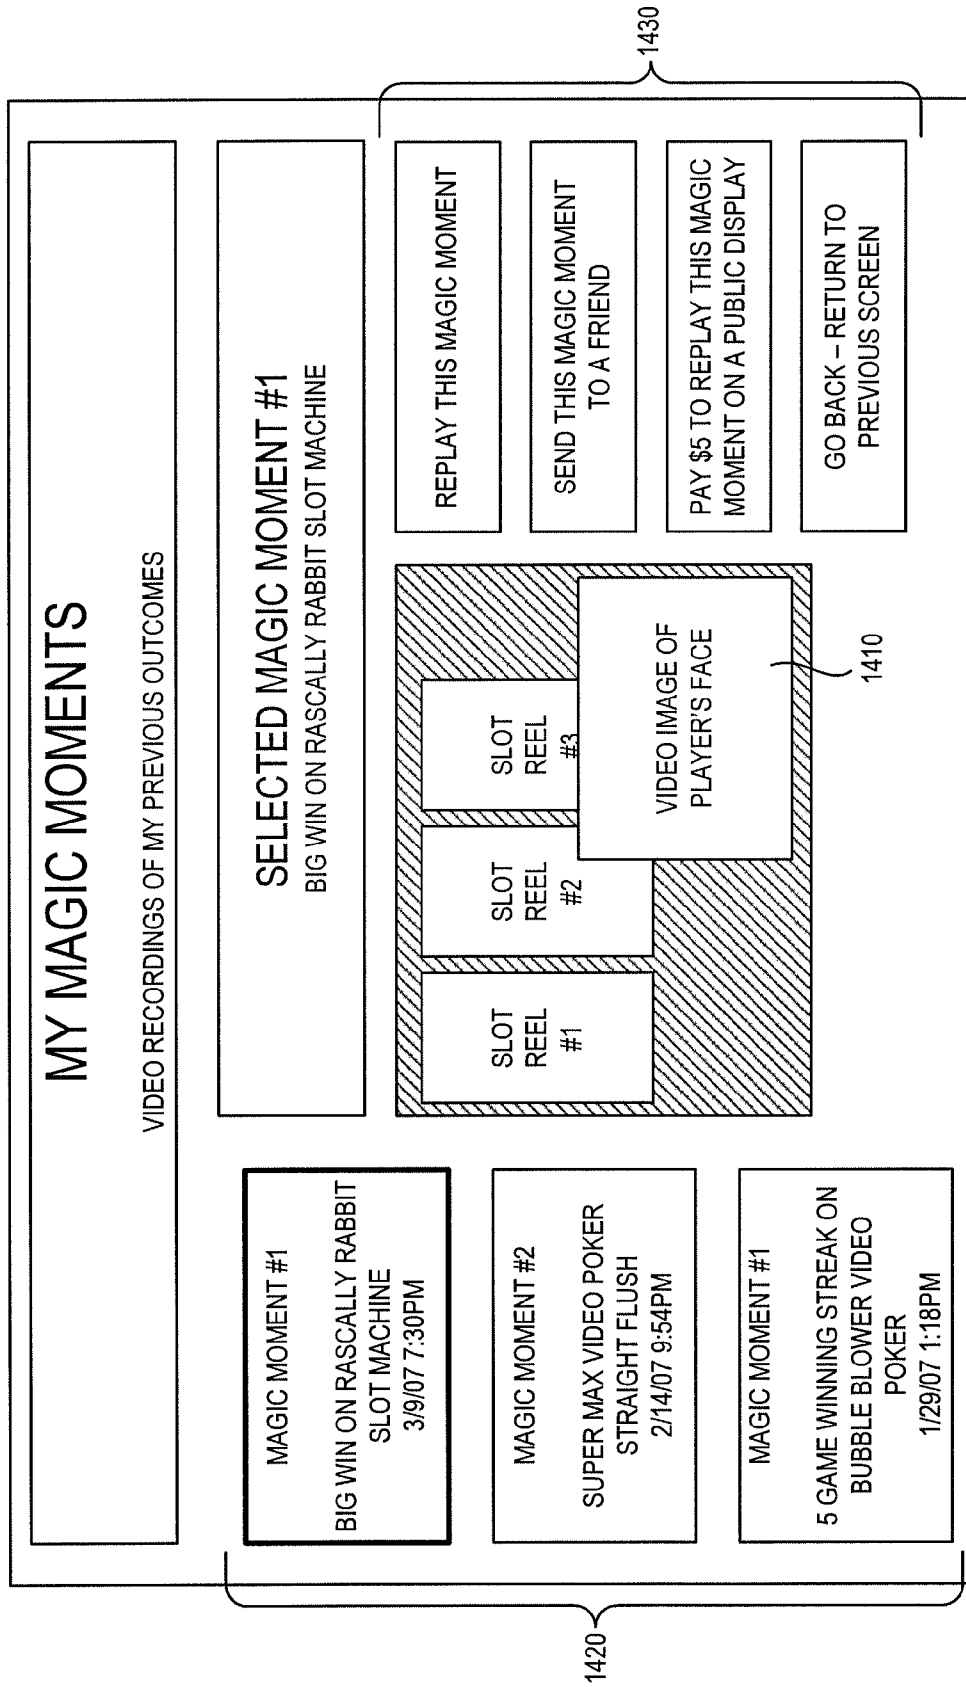 MY MAGIC MOMENTS
VIDEO RECORDINGS OF MY PREVIOUS OUTCOMES
MAGIC MOMENT #1
BIG WIN ON RASCALLY RABBIT
SLOT MACHINE
3/9/07 7:30PM
MAGIC MOMENT #2
SUPER MAX VIDEO POKER
STRAIGHT FLUSH
2/14/07 9:54PM
MAGIC MOMENT #1
5 GAME WINNING STREAK ON
BUBBLE BLOWER VIDEO
POKER
1/29/07 1:18PM
1420
SELECTED MAGIC MOMENT #1
BIG WIN ON RASCALLY RABBIT SLOT MACHINE
SLOT
REEL
#1
SLOT
REEL
#2
SLOT
REEL
#3
VIDEO IMAGE OF
PLAYER'S FACE
1410
REPLAY THIS MAGIC MOMENT
SEND THIS MAGIC MOMENT
TO A FRIEND
PAY $5 TO REPLAY THIS MAGIC
MOMENT ON A PUBLIC DISPLAY
GO BACK – RETURN TO
PREVIOUS SCREEN
1430